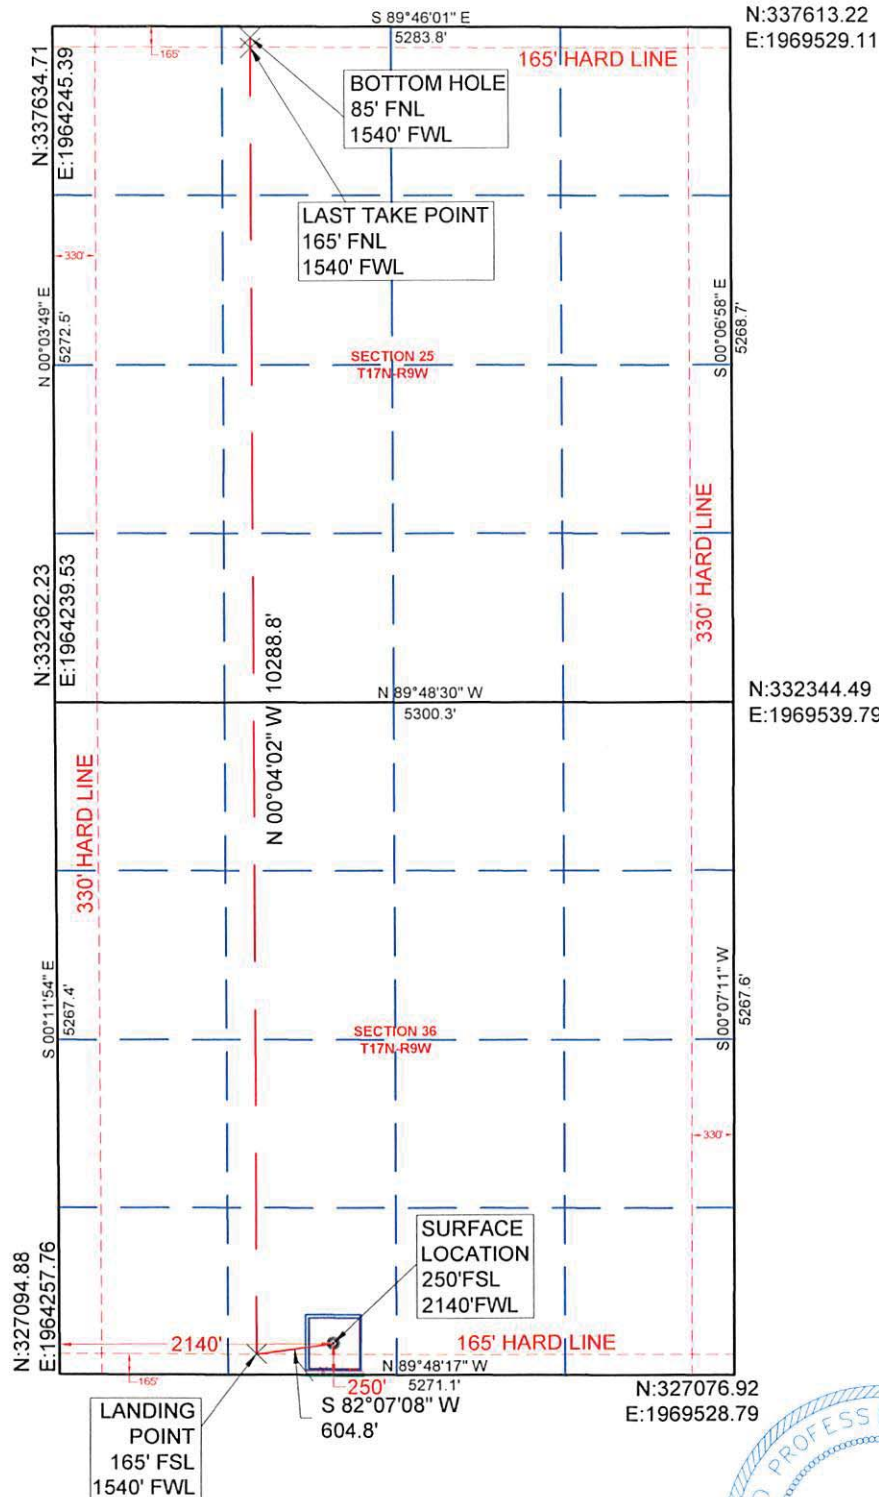 S 89°46'01" E
5283.8'
N:337613.22
E:1969529.11
N:337634.71
E:1964245.39
165'
165' HARD LINE
BOTTOM HOLE
85' FNL
1540' FWL
LAST TAKE POINT
165' FNL
1540' FWL
330'
N 00°03'49" E
5272.5'
S 00°06'58" E
5268.7'
SECTION 25
T17N-R9W
330' HARD LINE
N:332362.23
E:1964239.53
N 00°04'02" W 10288.8'
N 89°48'30" W
5300.3'
N:332344.49
E:1969539.79
330' HARD LINE
S 00°11'54" E
5267.4'
S 00°07'11" W
5267.6'
SECTION 36
T17N-R9W
330'
SURFACE
LOCATION
250'FSL
2140'FWL
N:327094.88
E:1964257.76
2140'
165' HARD LINE
165'
N 89°48'17" W
5271.1'
250'
S 82°07'08" W
604.8'
N:327076.92
E:1969528.79
LANDING
POINT
165' FSL
1540' FWL
PROFESS